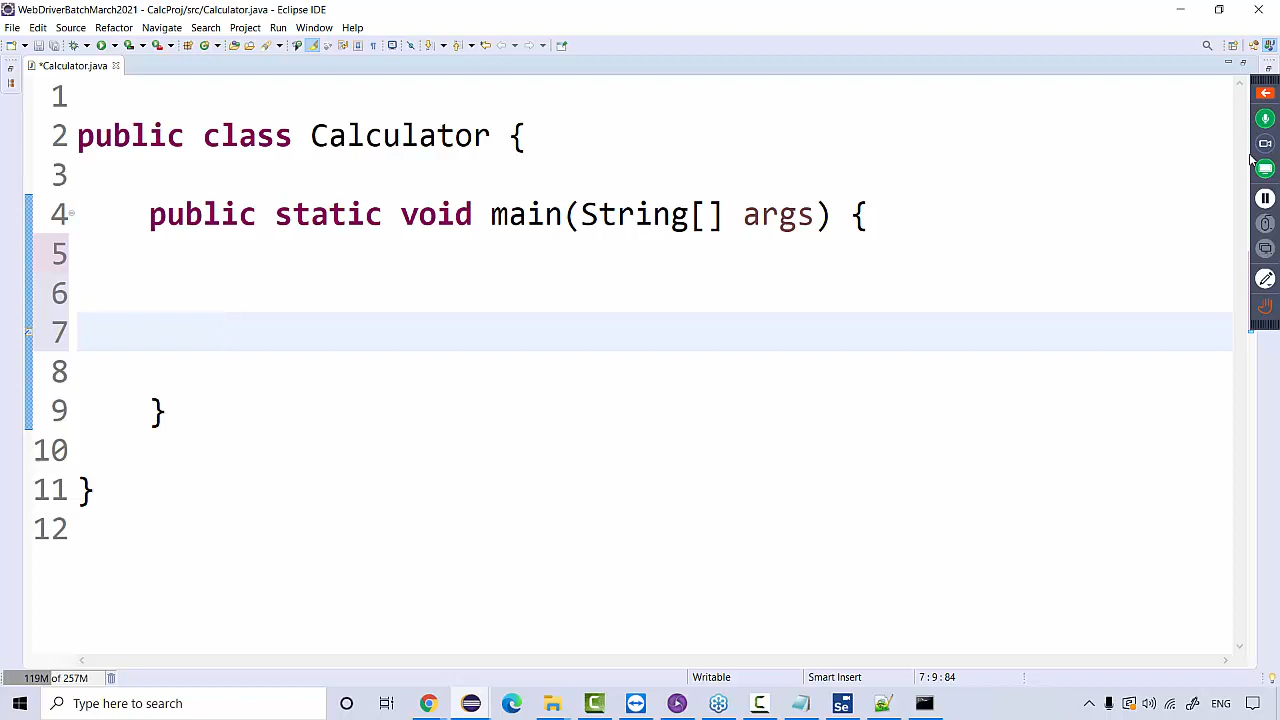 WebDriverBatchMarch2021 - CalcProj/src/Calculator.java - Eclipse IDE
File Edit Source Refactor Navigate Search Project Run Window Help
*Calculator.java
1
2 public class Calculator {
3
4 public static void main(String[] args) {
5
6
7
8
9 }
10
11 }
12
119M of 257M Writable Smart Insert 7 : 9 : 84
Type here to search Se ENG